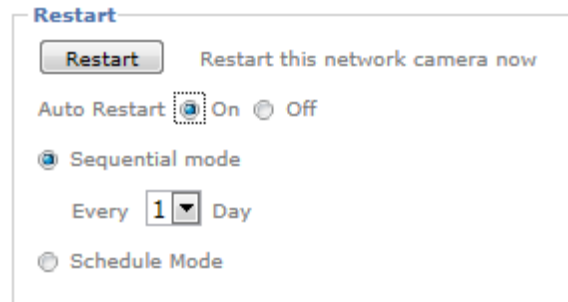 Restart
Restart Restart this network camera now
Auto Restart On Off
Sequential mode
Every 1 Day
Schedule Mode